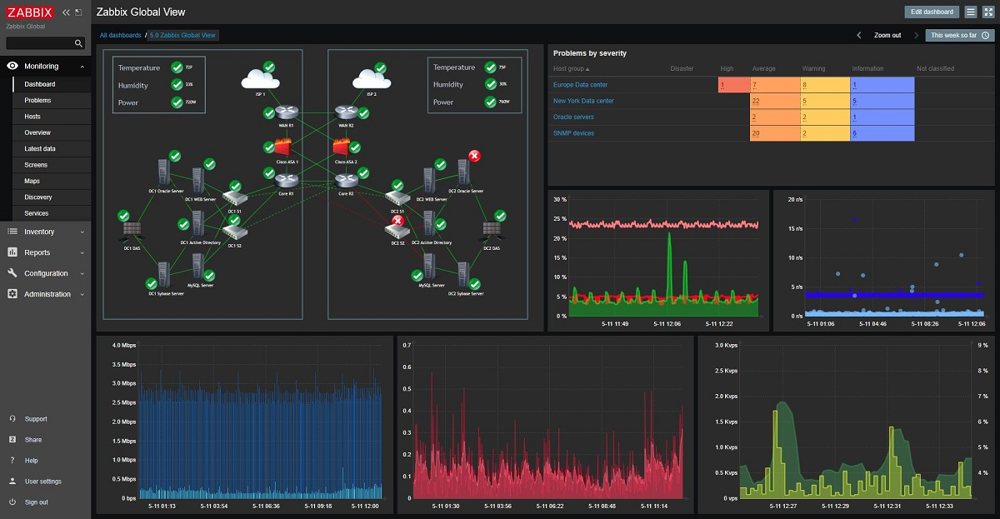 ZABBIX
Zabbix Global
Monitoring
Dashboard
Problems
Hosts
Overview
Latest data
Screens
Maps
Discovery
Services
Inventory
Reports
Configuration
Administration
Support
Share
Help
User settings
Sign out
Zabbix Global View
Edit dashboard
All dashboards / 5.0 Zabbix Global View
Zoom out
This week so far
Temperature 72F
Humidity 33%
Power 720W
Temperature 75F
Humidity 30%
Power 760W
ISP 1
ISP 2
WAN R1
WAN R2
Cisco ASA 1
Cisco ASA 2
Core R1
Core R2
DC1 Oracle Server
DC1 WEB Server
DC1 S1
DC2 S1
DC2 WEB Server
DC2 Oracle Server
DC1 DAS
DC1 Active Directory
DC1 S2
DC2 S2
DC2 Active Directory
DC2 DAS
DC1 Sybase Server
MySQL Server
MySQL Server
DC2 Sybase Server
Problems by severity
Host group Disaster High Average Warning Information Not classified
Europe Data center 1 7 8 1
New York Data center 22 5 5
Oracle servers 2 2 1
SNMP devices 20 2 6
30 %
25 %
20 %
15 %
10 %
5 %
0 %
5-11 11:49 5-11 12:06 5-11 12:22
20 r/s
15 r/s
10 r/s
5 r/s
0 r/s
5-11 01:06 5-11 04:46 5-11 08:26 5-11 12:06
4.0 Mbps
3.5 Mbps
3.0 Mbps
2.5 Mbps
2.0 Mbps
1.5 Mbps
1.0 Mbps
0.5 Mbps
0 bps
5-11 01:13 5-11 03:54 5-11 06:36 5-11 09:18 5-11 12:00
0.7
0.6
0.5
0.4
0.3
0.2
0.1
0
5-11 01:30 5-11 03:56 5-11 06:22 5-11 08:48 5-11 11:14
3.0 Kvps 9 %
2.5 Kvps 8 %
2.0 Kvps 7 %
1.5 Kvps 6 %
1.0 Kvps 5 %
0.5 Kvps 4 %
0 vps
5-11 12:27 5-11 12:29 5-11 12:31 5-11 12:33